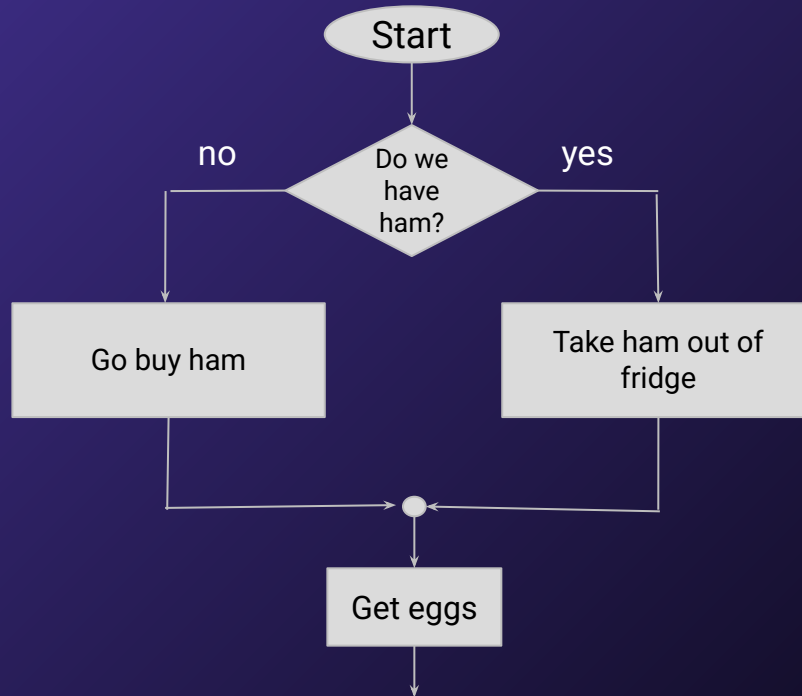 Start
no
yes
Do we
have
ham?
Go buy ham
Take ham out of
fridge
Get eggs